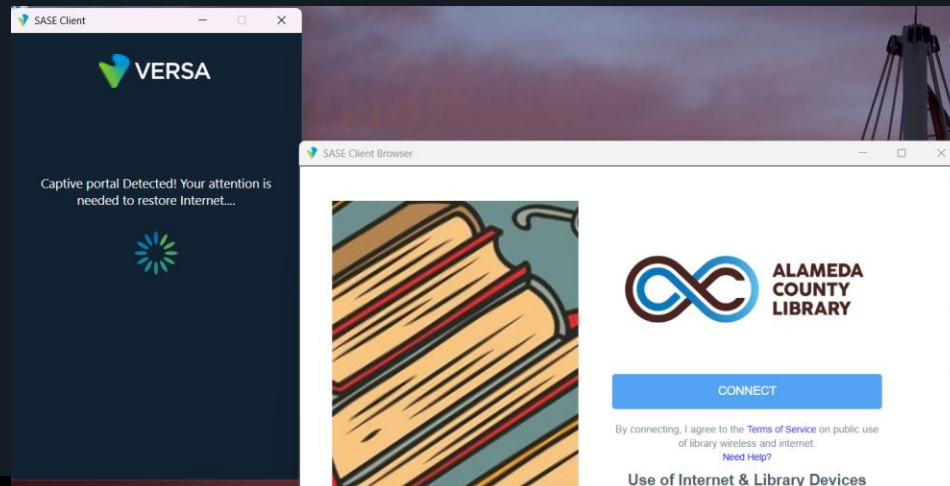 SASE Client
VERSA
Captive portal Detected! Your attention is
needed to restore Internet....
SASE Client Browser
ALAMEDA
COUNTY
LIBRARY
CONNECT
By connecting, I agree to the Terms of Service on public use
of library wireless and internet.
Need Help?
Use of Internet & Library Devices